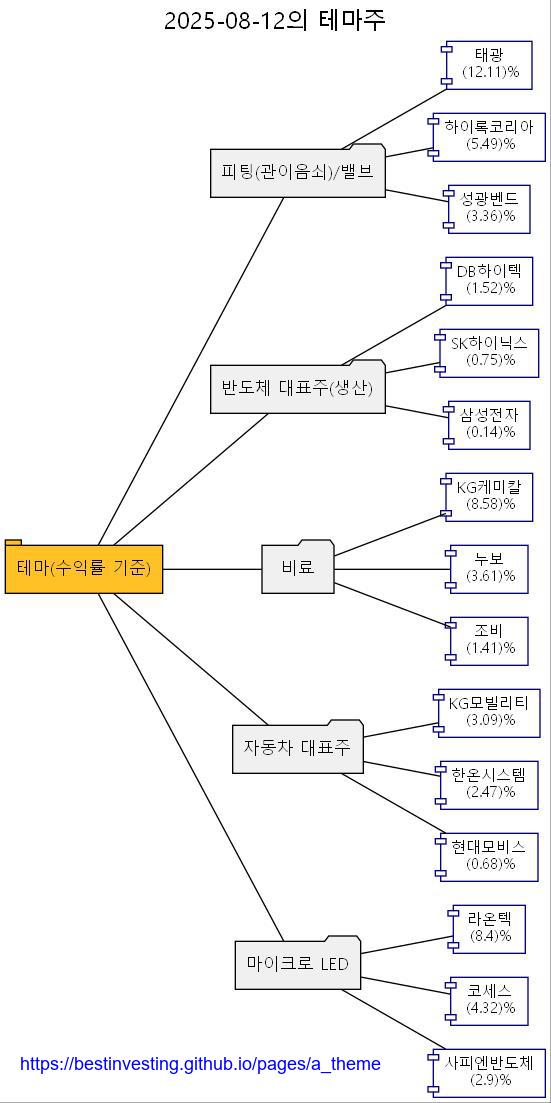 2025-08-12의 테마주
태광
(12.11)%
하이록코리아
(5.49)%
피팅(관이음쇠)/밸브
성광벤드
(3.36)%
DB하이텍
(1.52)%
SK하이닉스
(0.75)%
반도체 대표주(생산)
삼성전자
(0.14)%
KG케미칼
(8.58)%
테마(수익률 기준)
비료
누보
(3.61)%
조비
(1.41)%
KG모빌리티
(3.09)%
자동차 대표주
한온시스템
(2.47)%
현대모비스
(0.68)%
라온텍
(8.4)%
마이크로 LED
코세스
(4.32)%
사피엔반도체
(2.9)%
https://bestinvesting.github.io/pages/a_theme